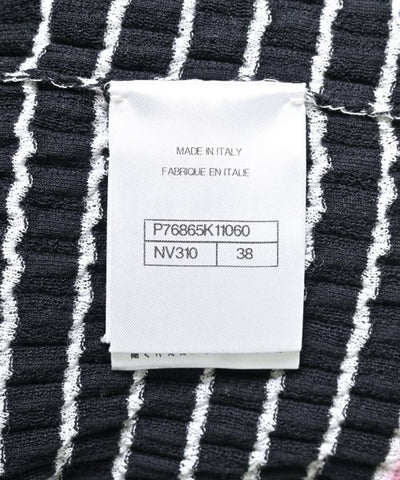 MADE IN ITALY
FABRIQUE EN ITALIE
P76865K11060
NV310 38